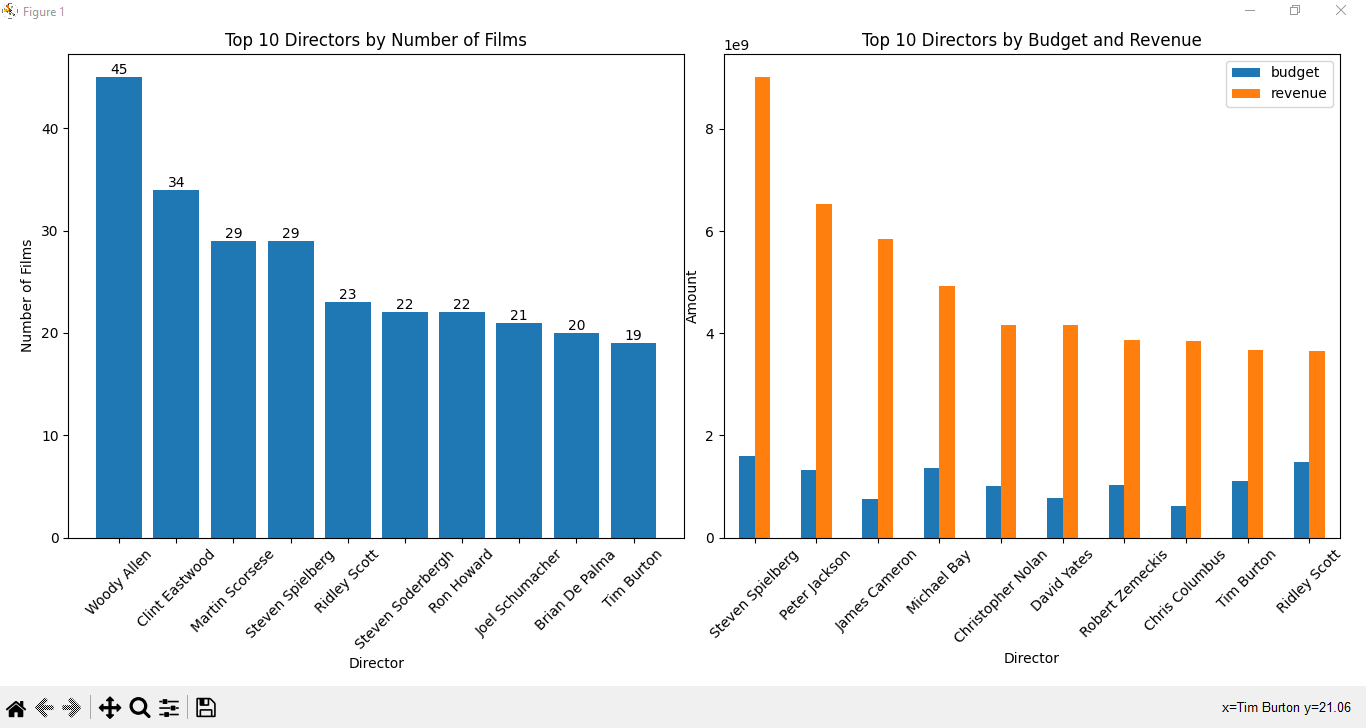 Figure 1
Top 10 Directors by Number of Films
45
34
29
29
23
22
22
21
20
19
40
30
20
10
0
Number of Films
Woody Allen
Clint Eastwood
Martin Scorsese
Steven Spielberg
Ridley Scott
Steven Soderbergh
Ron Howard
Joel Schumacher
Brian De Palma
Tim Burton
Director
Top 10 Directors by Budget and Revenue
1e9
budget
revenue
8
6
4
2
0
Amount
Steven Spielberg
Peter Jackson
James Cameron
Michael Bay
Christopher Nolan
David Yates
Robert Zemeckis
Chris Columbus
Tim Burton
Ridley Scott
Director
x=Tim Burton y=21.06